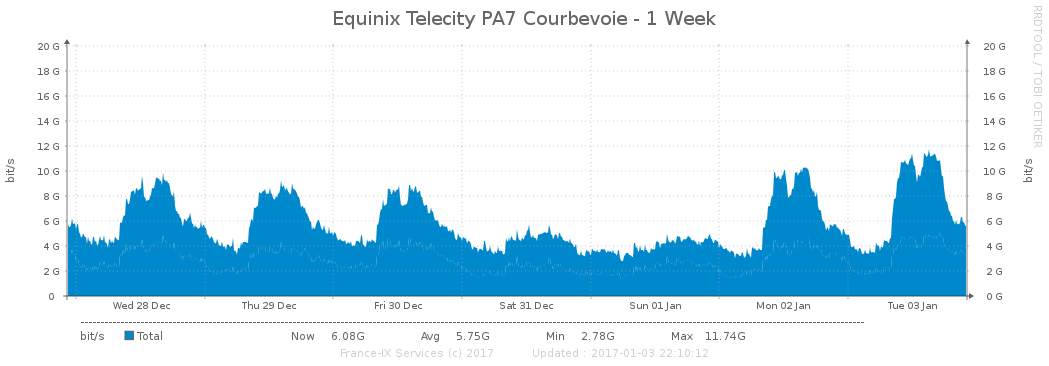 Equinix Telecity PA7 Courbevoie - 1 Week
RRDTOOL / TOBI OETIKER
20 G 20 G
18 G 18 G
16 G 16 G
14 G 14 G
12 G 12 G
10 G 10 G
8 G 8 G
6 G 6 G
4 G 4 G
2 G 2 G
0 0 G
bit/s bit/s
Wed 28 Dec Thu 29 Dec Fri 30 Dec Sat 31 Dec Sun 01 Jan Mon 02 Jan Tue 03 Jan
bit/s Total Now 6.08G Avg 5.75G Min 2.78G Max 11.74G
France-IX Services (c) 2017 Updated : 2017-01-03 22:10:12